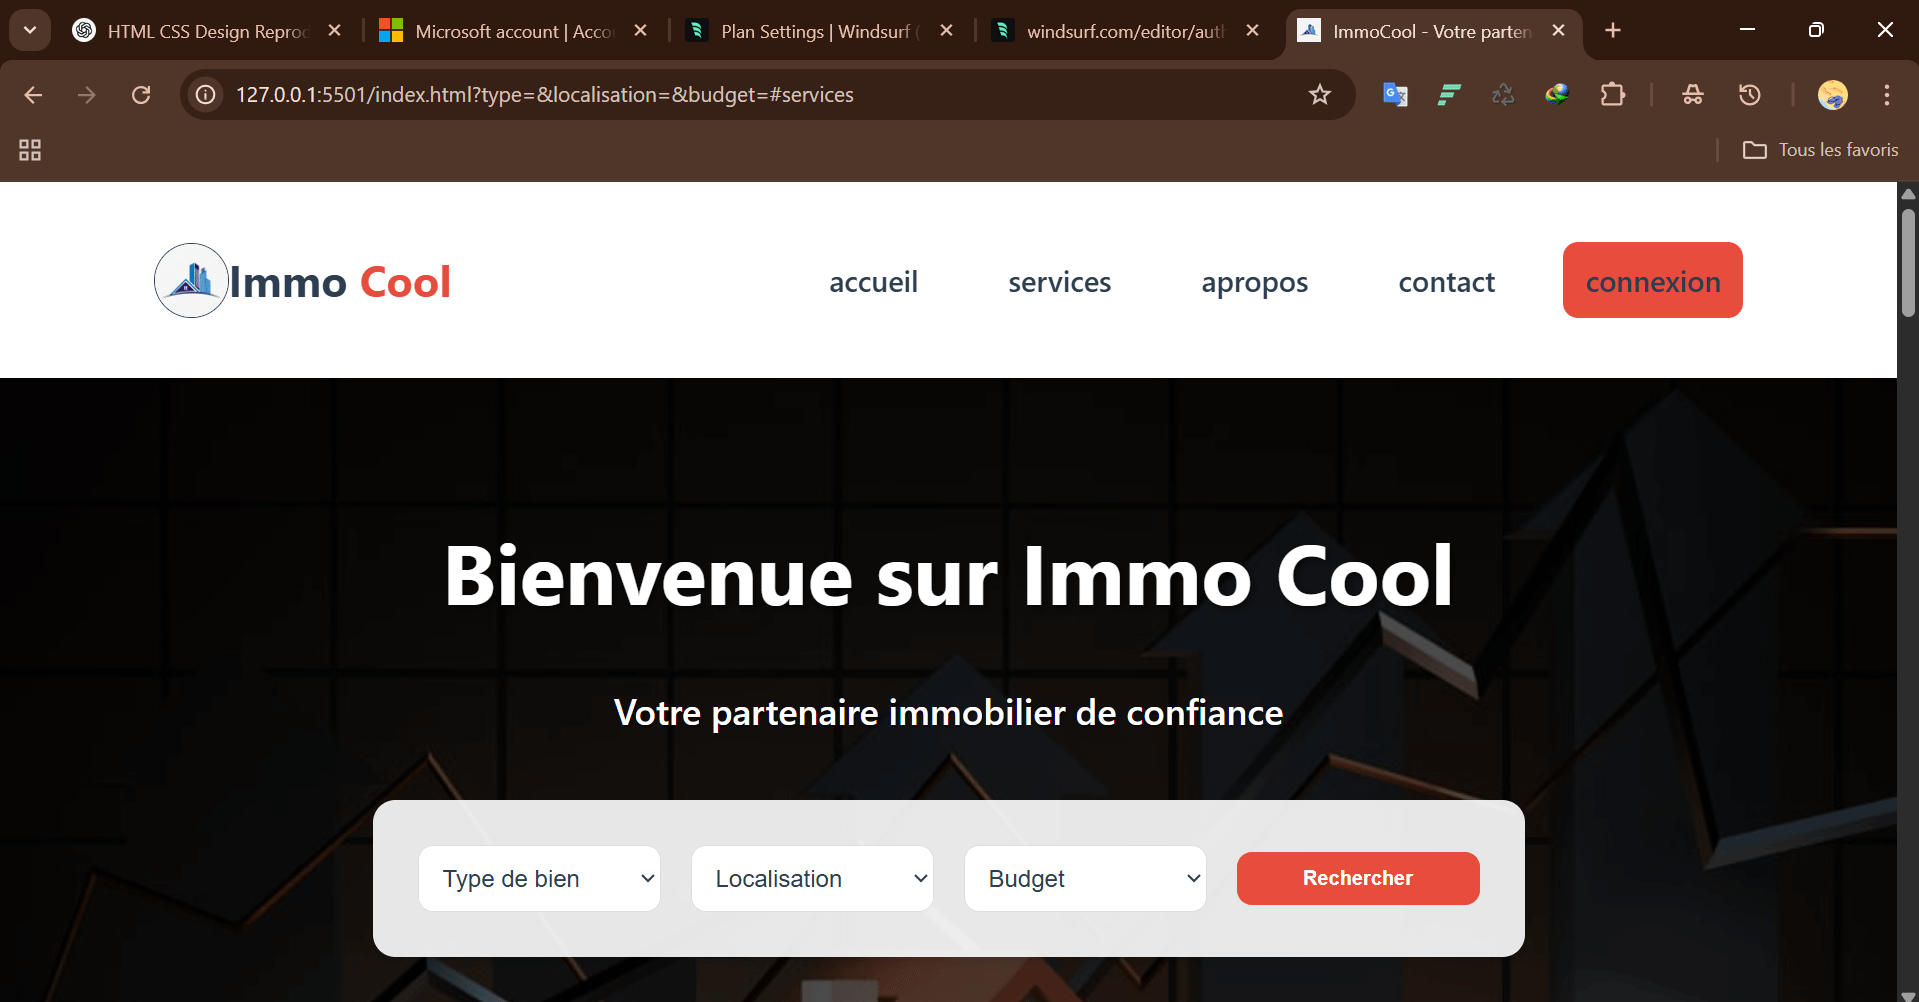 HTML CSS Design Reproc
Microsoft account | Acco
Plan Settings | Windsurf (
windsurf.com/editor/auth
ImmoCool - Votre parten
127.0.0.1:5501/index.html?type=&localisation=&budget=#services
Tous les favoris
Immo Cool
accueil
services
apropos
contact
connexion
Bienvenue sur Immo Cool
Votre partenaire immobilier de confiance
Type de bien
Localisation
Budget
Rechercher